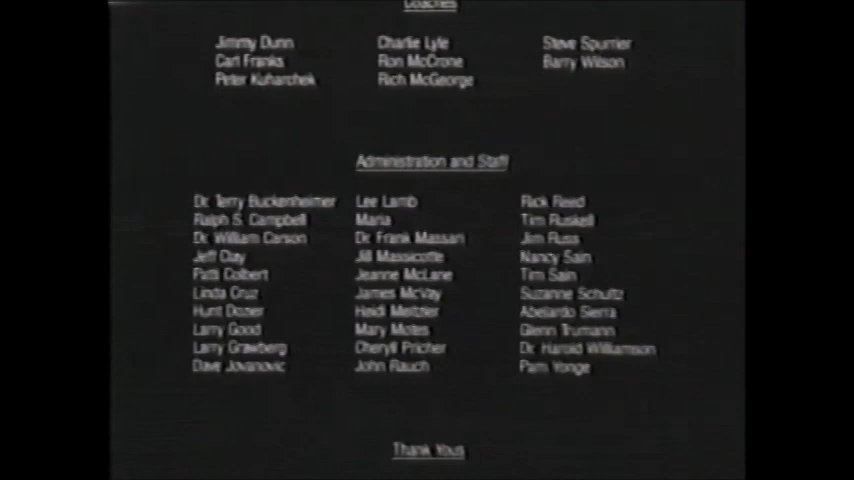 Coaches
Jimmy Dunn Charlie Lyle Steve Spurrier
Carl Franks Ron McCrone Barry Wilson
Peter Kuharchek Rich McGeorge
Administration and Staff
Dr. Terry Buckenheimer Lee Lamb Rick Reed
Ralph S. Campbell Maria Tim Ruskell
Dr. William Carson Dr. Frank Massari Jim Russ
Jeff Day Jill Massicotte Nancy Sain
Patti Colbert Jeanne McLane Tim Sain
Linda Cruz James McVay Suzanne Schultz
Hunt Dozier Heidi Metzler Abelardo Sierra
Larry Good Mary Motes Glenn Trumann
Larry Grawberg Cheryll Pricher Dr. Harold Williamson
Dave Jovanovic John Rauch Pam Yonge
Thank Yous